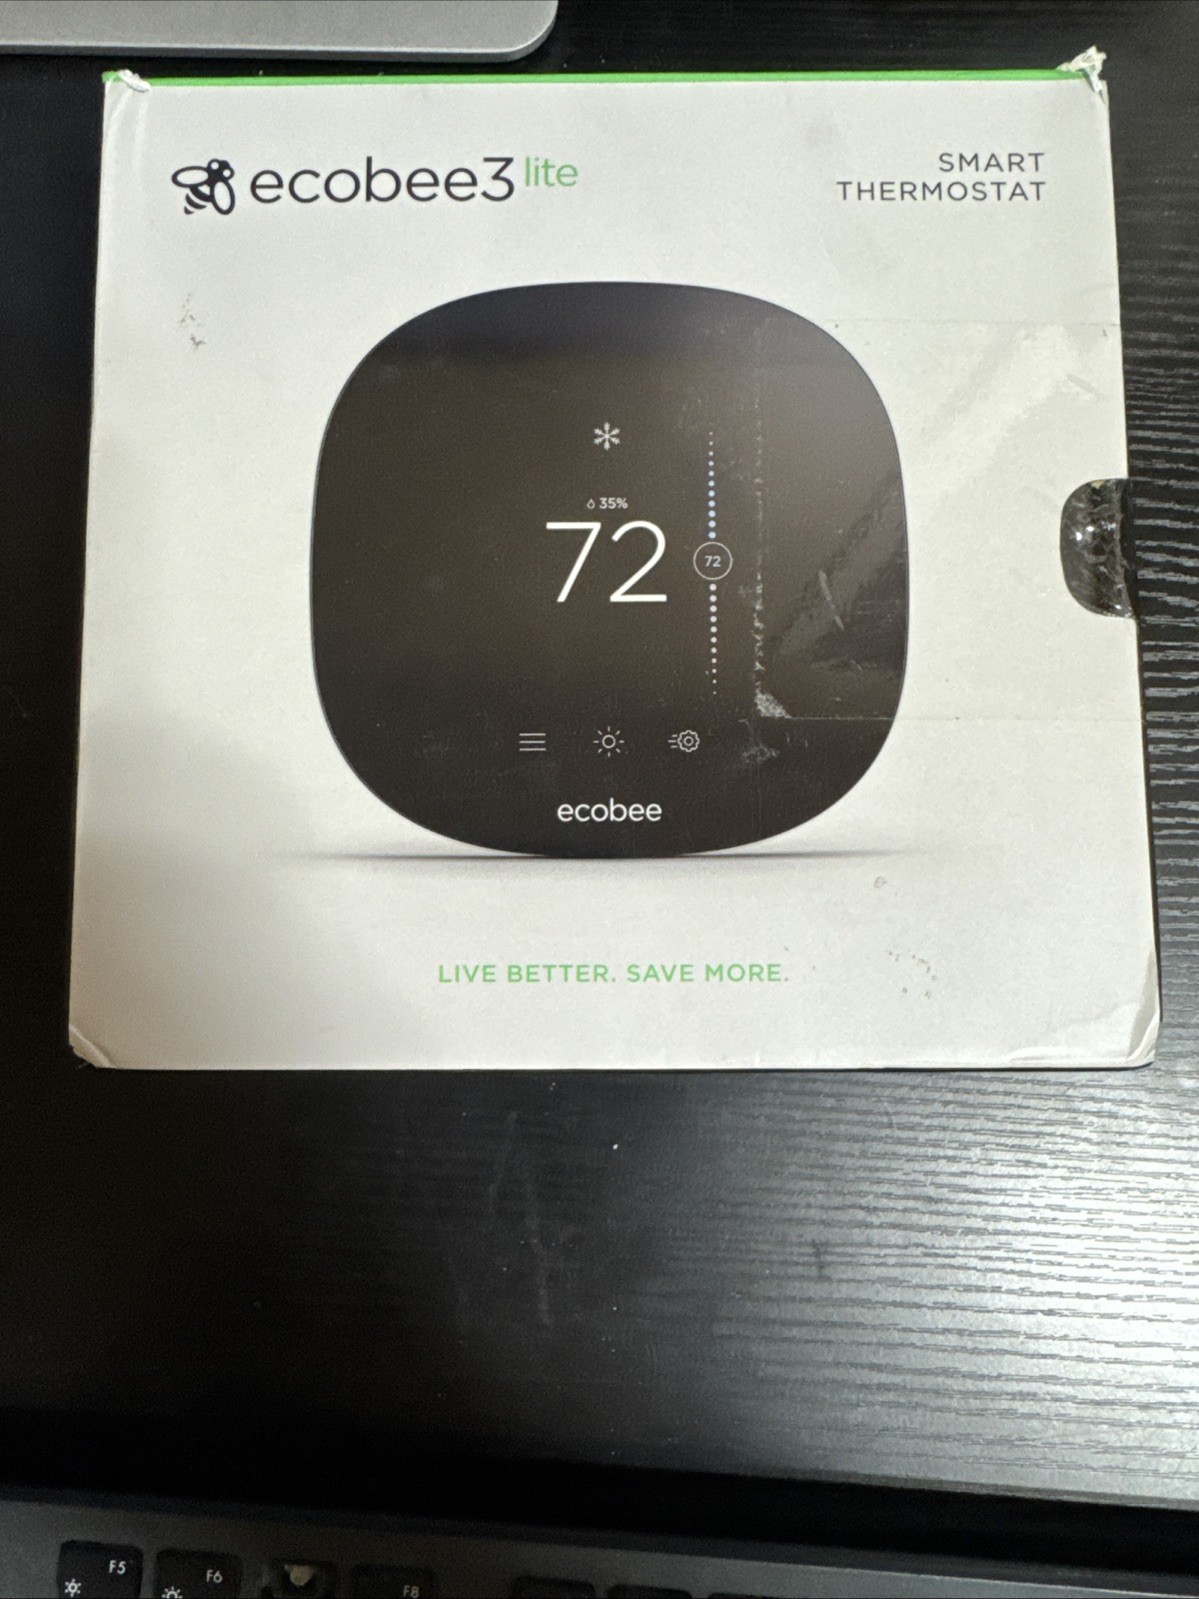 ecobee3 lite
SMART
THERMOSTAT
35%
72
72
ecobee
LIVE BETTER. SAVE MORE.
F5
F6
F8